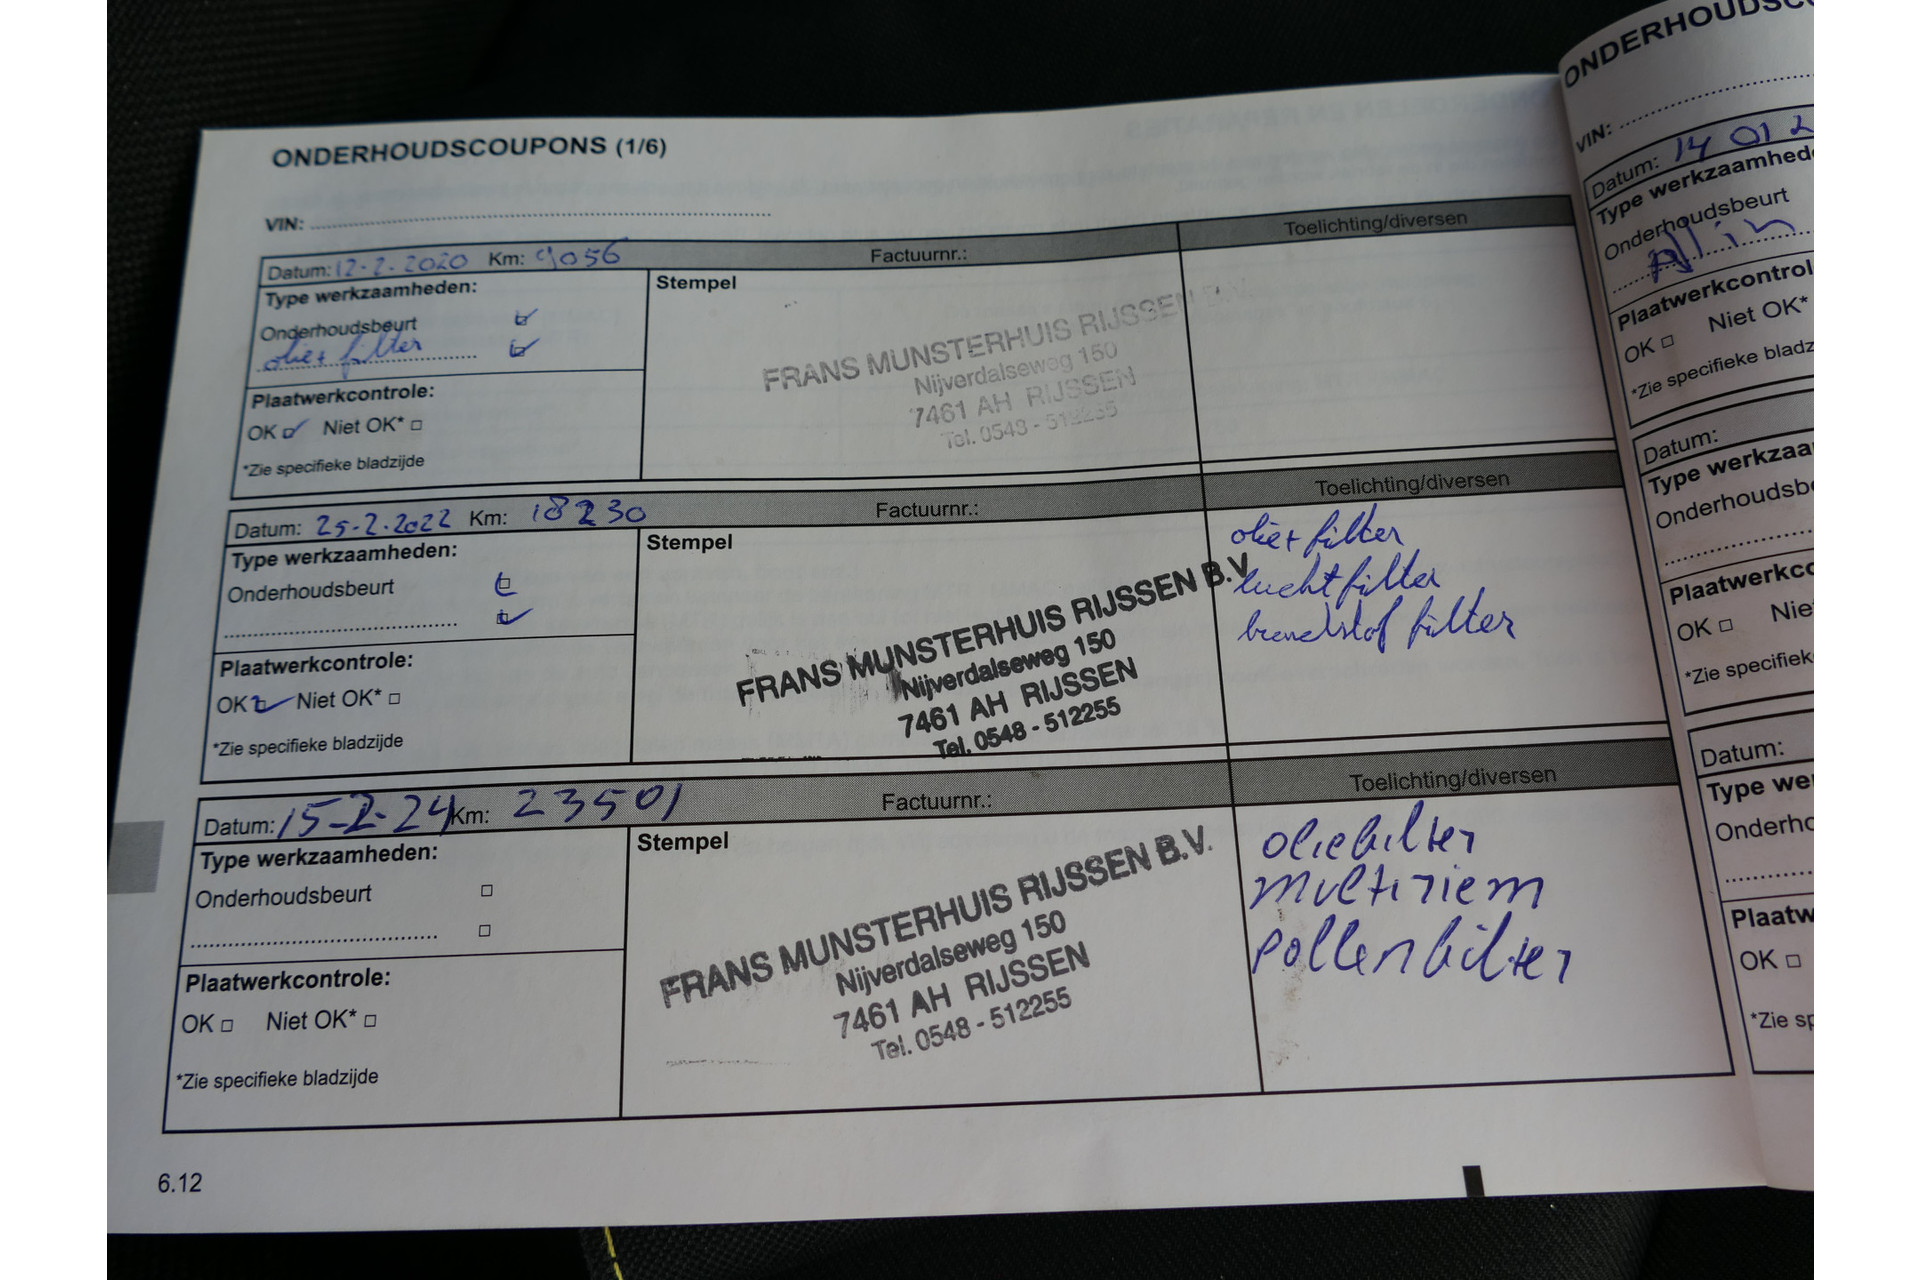 ONDERHOUDSCOUPONS (1/6)
VIN:
Datum: 12-2-2020 Km: 9056 Factuurnr.: Toelichting/diversen
Type werkzaamheden:
Stempel
Onderhoudsbeurt
olie+ filter
FRANS MUNSTERHUIS RIJSSEN B.V.
Nijverdalseweg 150
7461 AH RIJSSEN
Tel. 0548 - 512255
Plaatwerkcontrole:
OK Niet OK*
*Zie specifieke bladzijde
Datum: 25-2-2022 Km: 18230 Factuurnr.: Toelichting/diversen
Type werkzaamheden:
Stempel
Onderhoudsbeurt
FRANS MUNSTERHUIS RIJSSEN B.V.
Nijverdalseweg 150
7461 AH RIJSSEN
Tel. 0548 - 512255
olie+ filter
luchtfilter
brandstof filter
Plaatwerkcontrole:
OK Niet OK*
*Zie specifieke bladzijde
Datum: 15-2-24 Km: 23501 Factuurnr.: Toelichting/diversen
Type werkzaamheden:
Stempel
Onderhoudsbeurt
FRANS MUNSTERHUIS RIJSSEN B.V.
Nijverdalseweg 150
7461 AH RIJSSEN
Tel. 0548 - 512255
oliefilter
multiriem
pollenfilter
Plaatwerkcontrole:
OK Niet OK*
*Zie specifieke bladzijde
6.12
ONDERHOUDSCO
VIN:
Datum: 14 01 2
Type werkzaamhed
Onderhoudsbeurt
Plaatwerkcontrol
OK Niet OK*
*Zie specifieke bladz
Datum:
Type werkzaa
Onderhoudsb
Plaatwerkc
OK Nie
*Zie specifiek
Datum:
Type we
Onderho
Plaatw
OK
*Zie sp